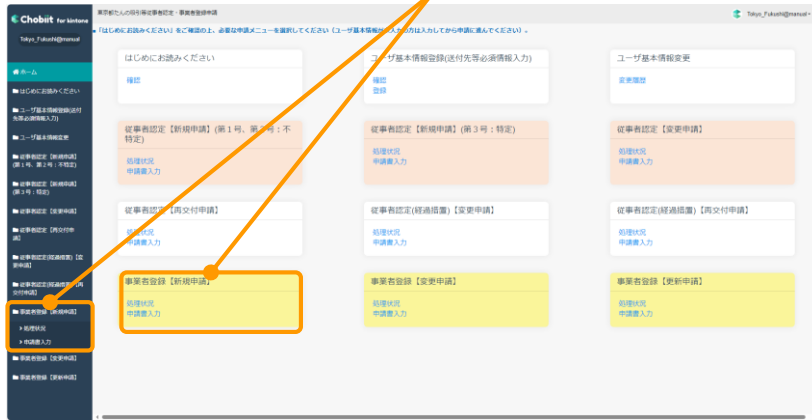 Chobiit for kintone
東京都たんの吸引等従事者認定・事業者登録申請
Tokyo_Fukushi@manual
Tokyo_Fukushi@manual
●「はじめにお読みください」をご確認の上、必要な申請メニューを選択してください（ユーザ基本情報が未入力の方は入力してから申請に進んでください）。
ホーム
はじめにお読みください
ユーザ基本情報登録(送付先等必須情報入力)
ユーザ基本情報変更
従事者認定【新規申請】(第１号、第２号：不特定)
従事者認定【新規申請】(第３号：特定)
従事者認定【変更申請】
従事者認定【再交付申請】
従事者認定(経過措置)【変更申請】
従事者認定(経過措置)【再交付申請】
事業者登録【新規申請】
処理状況
申請書入力
事業者登録【変更申請】
事業者登録【更新申請】
はじめにお読みください
確認
ユーザ基本情報登録(送付先等必須情報入力)
確認
登録
ユーザ基本情報変更
変更履歴
従事者認定【新規申請】(第１号、第２号：不
特定)
処理状況
申請書入力
従事者認定【新規申請】(第３号：特定)
処理状況
申請書入力
従事者認定【変更申請】
処理状況
申請書入力
従事者認定【再交付申請】
処理状況
申請書入力
従事者認定(経過措置)【変更申請】
処理状況
申請書入力
従事者認定(経過措置)【再交付申請】
処理状況
申請書入力
事業者登録【新規申請】
処理状況
申請書入力
事業者登録【変更申請】
処理状況
申請書入力
事業者登録【更新申請】
処理状況
申請書入力